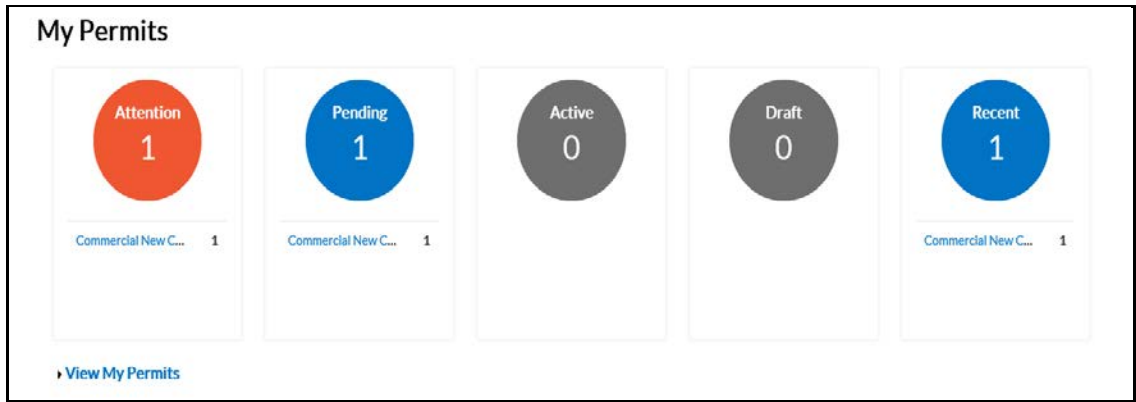 My Permits
Attention
1
Commercial New C... 1
Pending
1
Commercial New C... 1
Active
0
Draft
0
Recent
1
Commercial New C... 1
View My Permits